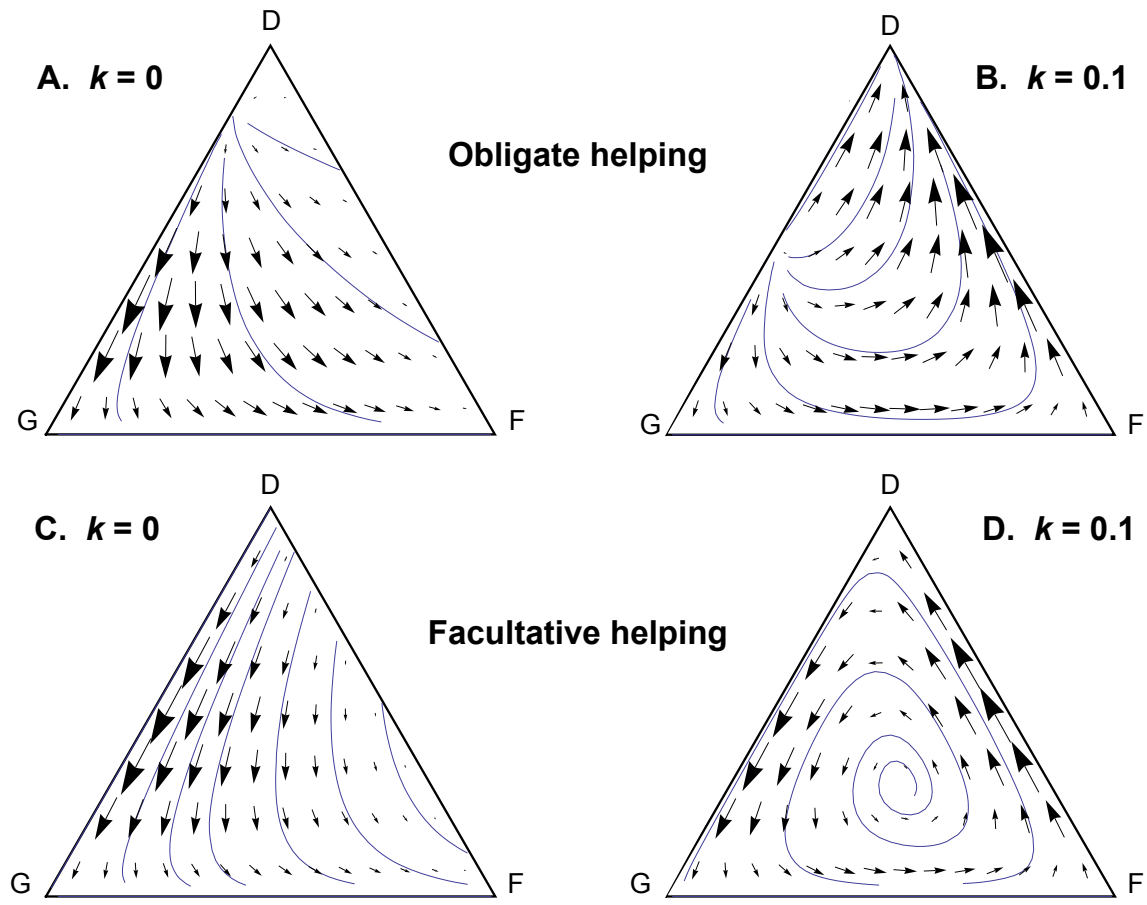 D
D
A. k = 0
B. k = 0.1
Obligate helping
G
F
G
F
D
D
C. k = 0
D. k = 0.1
Facultative helping
G
F
G
F